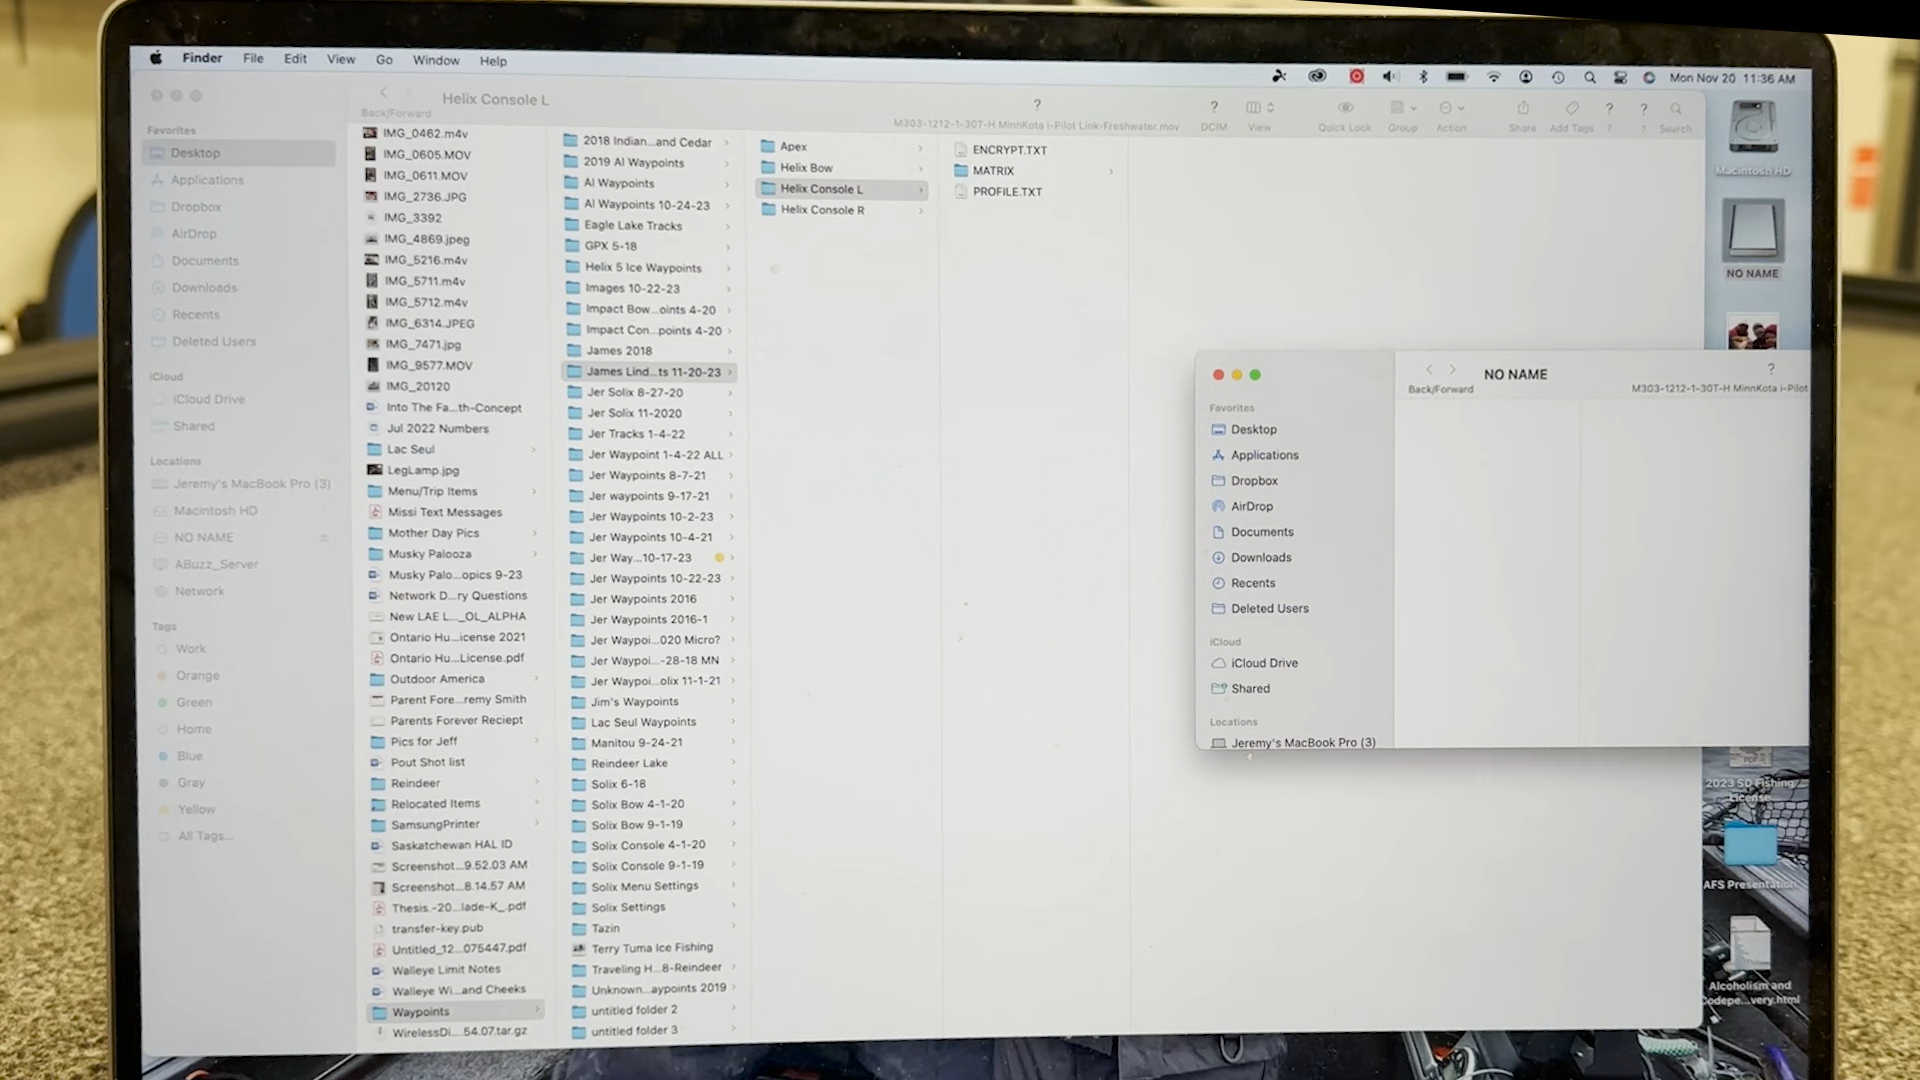 Finder File Edit View Go Window Help
Mon Nov 20 11:36 AM
Back/Forward
Helix Console L
M303-1212-1-30T-H MinnKota i-Pilot Link-Freshwater.mov
? DCIM
View
Quick Look
Group
Action
Share
Add Tags
?
?
Search
Favorites
Desktop
Applications
Dropbox
AirDrop
Documents
Downloads
Recents
Deleted Users
iCloud
iCloud Drive
Shared
Locations
Jeremy's MacBook Pro (3)
Macintosh HD
NO NAME
ABuzz_Server
Network
Tags
Work
Orange
Green
Home
Blue
Gray
Yellow
All Tags...
IMG_0462.m4v
IMG_0605.MOV
IMG_0611.MOV
IMG_2736.JPG
IMG_3392
IMG_4869.jpeg
IMG_5216.m4v
IMG_5711.m4v
IMG_5712.m4v
IMG_6314.JPEG
IMG_7471.jpg
IMG_9577.MOV
IMG_20120
Into The Fa...th-Concept
Jul 2022 Numbers
Lac Seul
LegLamp.jpg
Menu/Trip Items
Missi Text Messages
Mother Day Pics
Musky Palooza
Musky Palo...opics 9-23
Network D...ry Questions
New LAE L..._OL_ALPHA
Ontario Hu...icense 2021
Ontario Hu...License.pdf
Outdoor America
Parent Fore...remy Smith
Parents Forever Reciept
Pics for Jeff
Pout Shot list
Reindeer
Relocated Items
SamsungPrinter
Saskatchewan HAL ID
Screenshot...9.52.03 AM
Screenshot...8.14.57 AM
Thesis.-20...lade-K_.pdf
transfer-key.pub
Untitled_12...075447.pdf
Walleye Limit Notes
Walleye Wi...and Cheeks
Waypoints
WirelessDi...54.07.tar.gz
2018 Indian...and Cedar
2019 Al Waypoints
Al Waypoints
Al Waypoints 10-24-23
Eagle Lake Tracks
GPX 5-18
Helix 5 Ice Waypoints
Images 10-22-23
Impact Bow...oints 4-20
Impact Con...points 4-20
James 2018
James Lind...ts 11-20-23
Jer Solix 8-27-20
Jer Solix 11-2020
Jer Tracks 1-4-22
Jer Waypoint 1-4-22 ALL
Jer Waypoints 8-7-21
Jer waypoints 9-17-21
Jer Waypoints 10-2-23
Jer Waypoints 10-4-21
Jer Way...10-17-23
Jer Waypoints 10-22-23
Jer Waypoints 2016
Jer Waypoints 2016-1
Jer Waypoi...020 Micro?
Jer Waypoi...-28-18 MN
Jer Waypoi...olix 11-1-21
Jim's Waypoints
Lac Seul Waypoints
Manitou 9-24-21
Reindeer Lake
Solix 6-18
Solix Bow 4-1-20
Solix Bow 9-1-19
Solix Console 4-1-20
Solix Console 9-1-19
Solix Menu Settings
Solix Settings
Tazin
Terry Tuma Ice Fishing
Traveling H...8-Reindeer
Unknown...aypoints 2019
untitled folder 2
untitled folder 3
Apex
Helix Bow
Helix Console L
Helix Console R
ENCRYPT.TXT
MATRIX
PROFILE.TXT
Macintosh HD
NO NAME
Back/Forward
NO NAME
?
M303-1212-1-30T-H MinnKota i-Pilot
Favorites
Desktop
Applications
Dropbox
AirDrop
Documents
Downloads
Recents
Deleted Users
iCloud
iCloud Drive
Shared
Locations
Jeremy's MacBook Pro (3)
2023 SD Fishing
License
AFS Presentation
Alcoholism and
Codepe...very.html